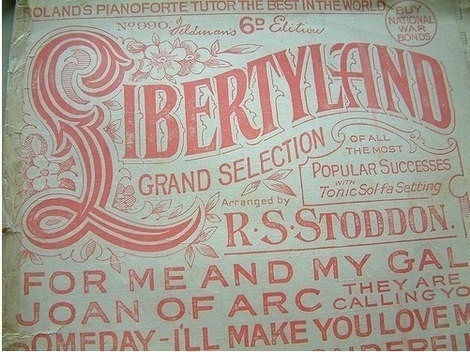 ROLAND'S PIANOFORTE TUTOR THE BEST IN THE WORLD
BUY
NATIONAL
WAR
BONDS
No 990. Feldman's 6D Edition
LIBERTYLAND
GRAND SELECTION
OF ALL
THE MOST
POPULAR SUCCESSES
WITH
Tonic Sol-fa Setting
Arranged by
R.S. STODDON.
FOR ME AND MY GAL
JOAN OF ARC THEY ARE
CALLING YO
SOMEDAY-I'LL MAKE YOU LOVE M